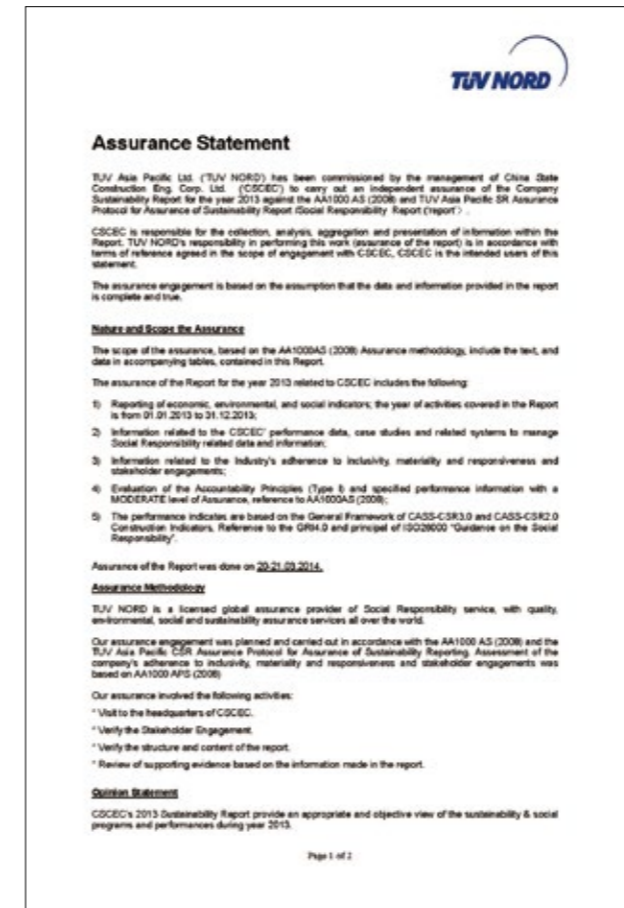 TÜV NORD
Assurance Statement
TUV Asia Pacific Ltd. ('TUV NORD') has been commissioned by the management of China State
Construction Eng. Corp. Ltd. ('CSCEC') to carry out an independent assurance of the Company
Sustainability Report for the year 2013 against the AA1000 AS (2008) and TUV Asia Pacific SR Assurance
Protocol for Assurance of Sustainability Report /Social Responsibility Report ('report') .
CSCEC is responsible for the collection, analysis, aggregation and presentation of information within the
Report. TUV NORD's responsibility in performing this work (assurance of the report) is in accordance with
terms of reference agreed in the scope of engagement with CSCEC, CSCEC is the intended users of this
statement.
The assurance engagement is based on the assumption that the data and information provided in the report
is complete and true.
Nature and Scope the Assurance
The scope of the assurance, based on the AA1000AS (2008) Assurance methodology, include the text, and
data in accompanying tables, contained in this Report.
The assurance of the Report for the year 2013 related to CSCEC includes the following:
1) Reporting of economic, environmental, and social indicators; the year of activities covered in the Report
is from 01.01.2013 to 31.12.2013;
2) Information related to the CSCEC' performance data, case studies and related systems to manage
Social Responsibility related data and information;
3) Information related to the Industry's adherence to inclusivity, materiality and responsiveness and
stakeholder engagements;
4) Evaluation of the Accountability Principles (Type I) and specified performance information with a
MODERATE level of Assurance, reference to AA1000AS (2008);
5) The performance indicates are based on the General Framework of CASS-CSR3.0 and CASS-CSR2.0
Construction Indicators, Reference to the GRI4.0 and principel of ISO26000 "Guidance on the Social
Responsibility".
Assurance of the Report was done on 20-21.03.2014.
Assurance Methodology
TUV NORD is a licensed global assurance provider of Social Responsibility service, with quality,
environmental, social and sustainability assurance services all over the world.
Our assurance engagement was planned and carried out in accordance with the AA1000 AS (2008) and the
TUV Asia Pacific CSR Assurance Protocol for Assurance of Sustainability Reporting. Assessment of the
company's adherence to inclusivity, materiality and responsiveness and stakeholder engagements was
based on AA1000 APS (2008)
Our assurance involved the following activities:
* Visit to the headquarters of CSCEC.
* Verify the Stakeholder Engagement.
* Verify the structure and content of the report.
* Review of supporting evidence based on the information made in the report.
Opinion Statement
CSCEC's 2013 Sustainability Report provide an appropriate and objective view of the sustainability & social
programs and performances during year 2013.
Page 1 of 2